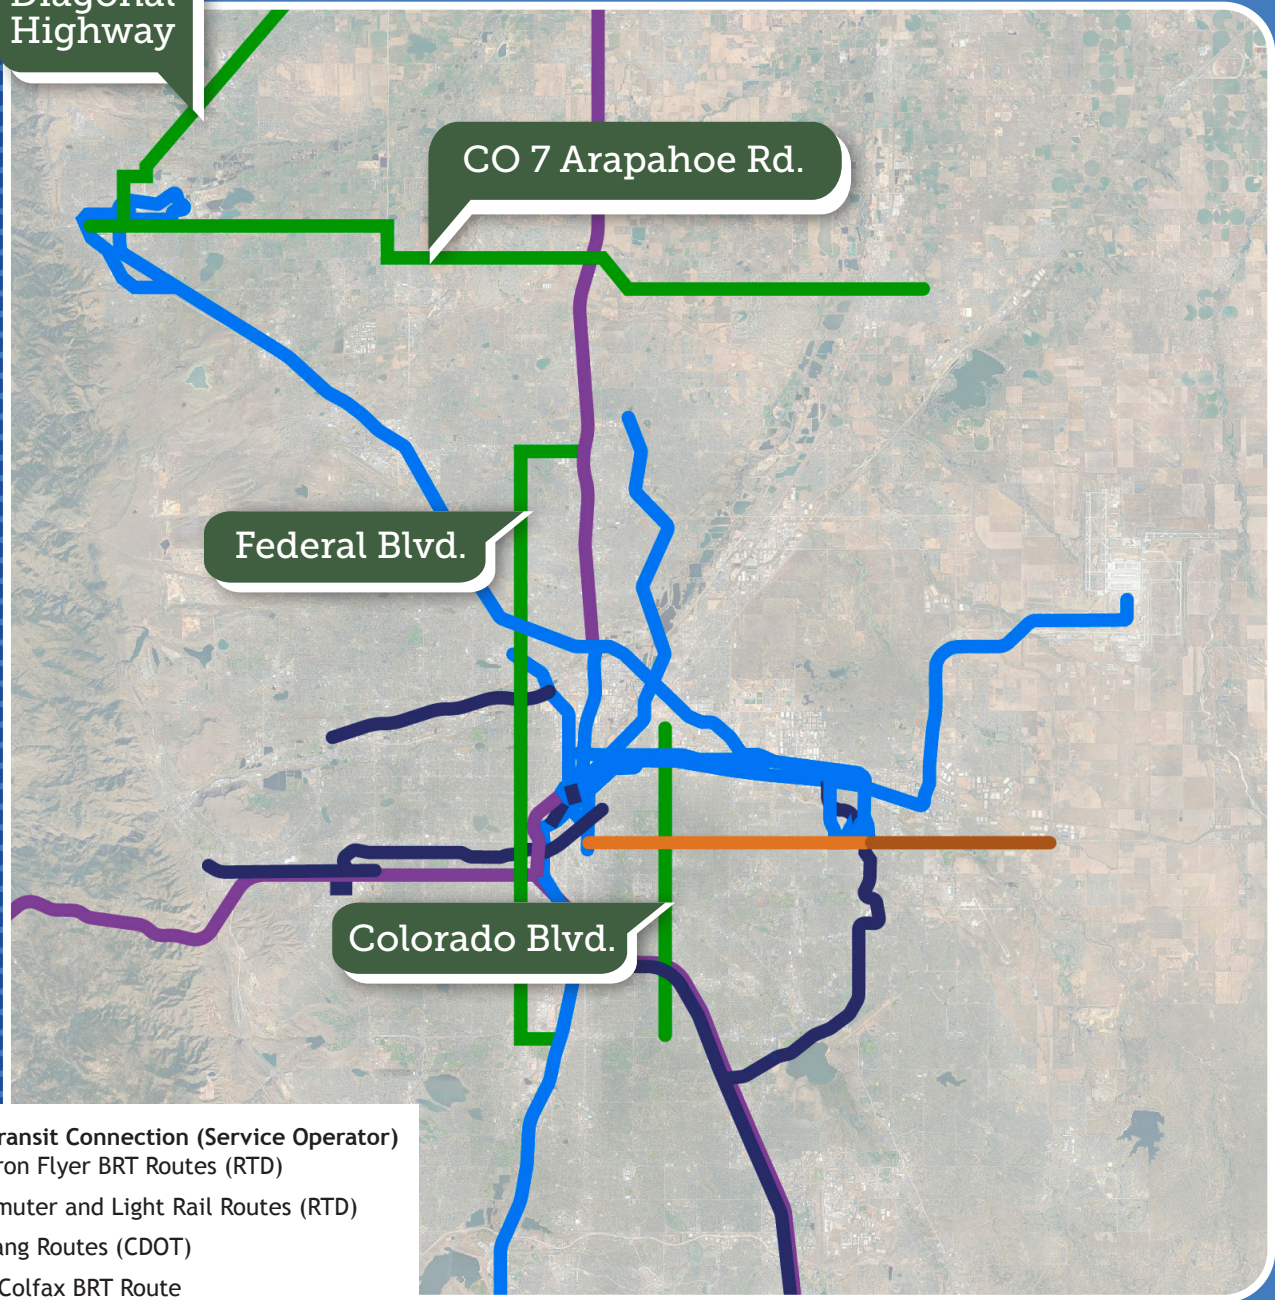 Diagonal
Highway
CO 7 Arapahoe Rd.
Federal Blvd.
Colorado Blvd.
ransit Connection (Service Operator)
ron Flyer BRT Routes (RTD)
muter and Light Rail Routes (RTD)
ang Routes (CDOT)
Colfax BRT Route